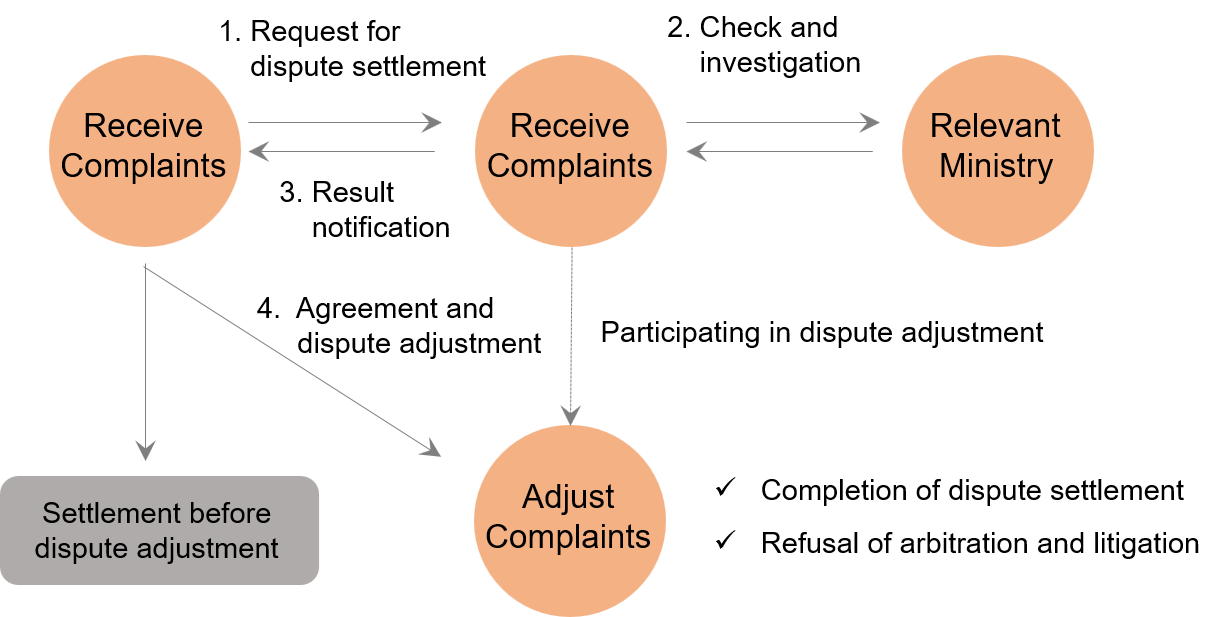 1. Request for
dispute settlement
2. Check and
investigation
Receive
Complaints
Receive
Complaints
Relevant
Ministry
3. Result
notification
4. Agreement and
dispute adjustment
Participating in dispute adjustment
Settlement before
dispute adjustment
Adjust
Complaints
✓ Completion of dispute settlement
✓ Refusal of arbitration and litigation